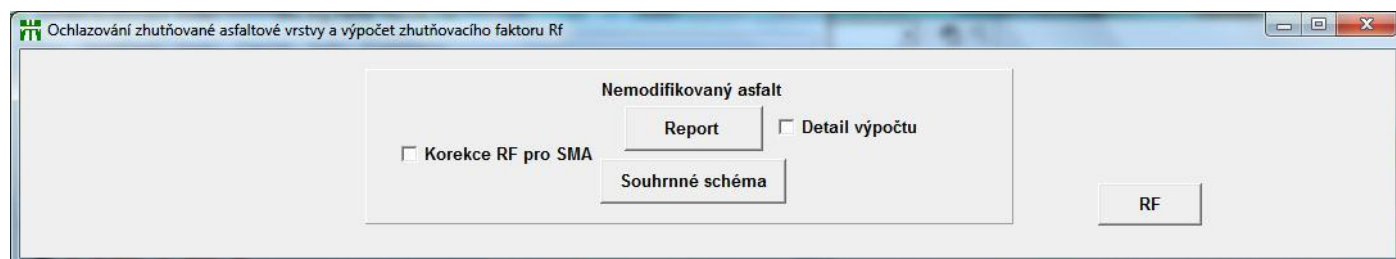 Ochlazování zhutňované asfaltové vrstvy a výpočet zhutňovacího faktoru Rf
Nemodifikovaný asfalt
Report
Detail výpočtu
Korekce RF pro SMA
Souhrnné schéma
RF